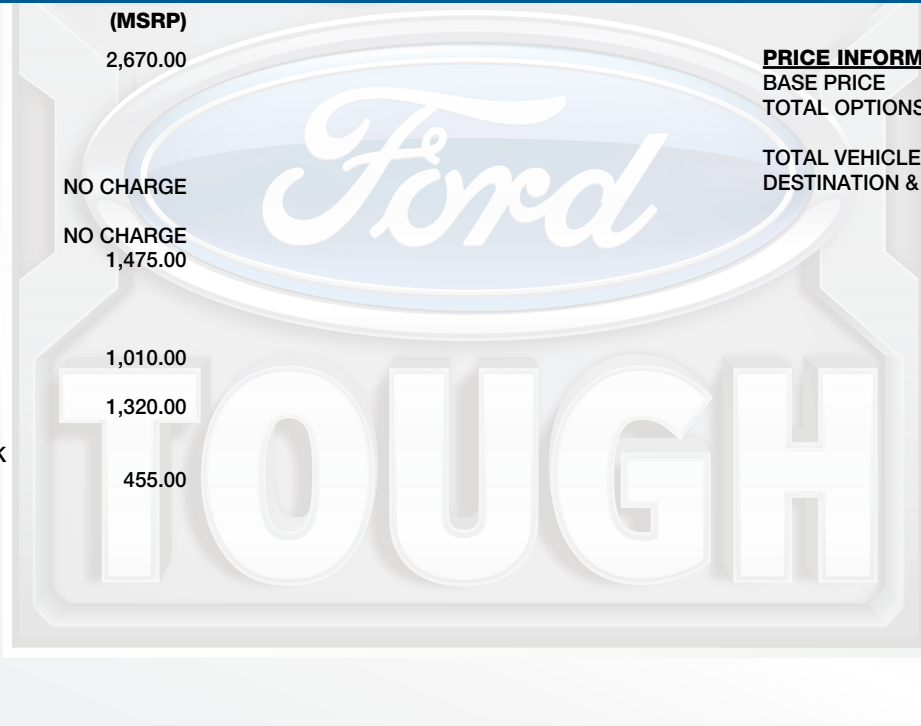 (MSRP)
2,670.00
NO CHARGE
NO CHARGE
1,475.00
1,010.00
1,320.00
K
455.00
PRICE INFORM
BASE PRICE
TOTAL OPTIONS
TOTAL VEHICLE
DESTINATION &
Ford
TOUGH